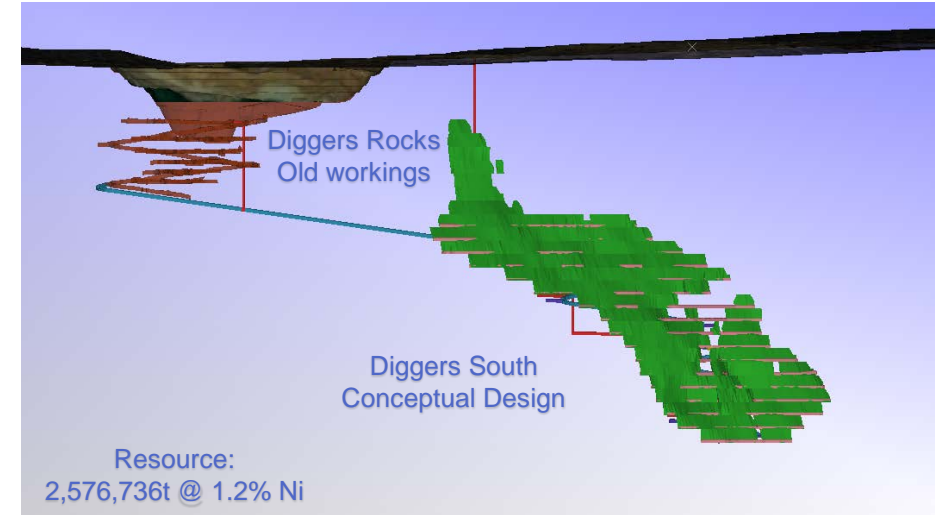 Diggers Rocks
Old workings
Diggers South
Conceptual Design
Resource:
2,576,736t @ 1.2% Ni